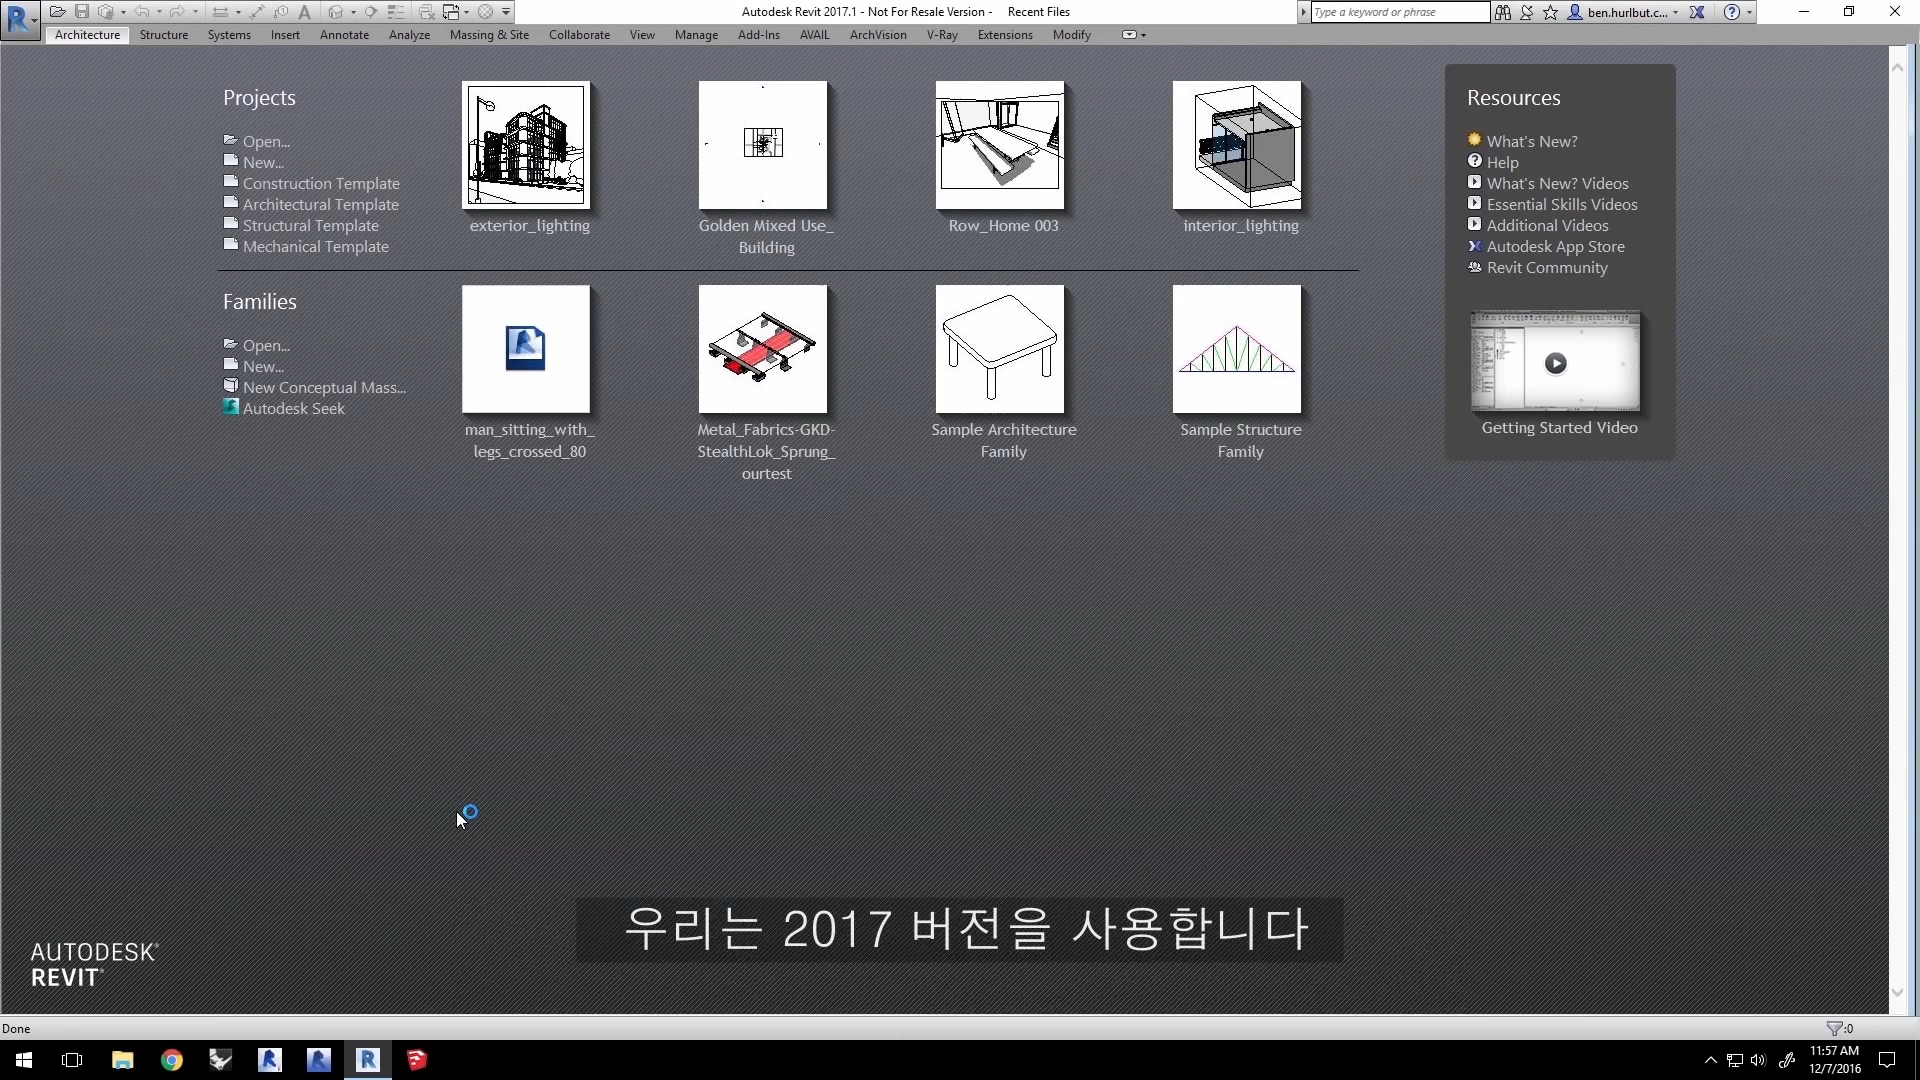 Autodesk Revit 2017.1 - Not For Resale Version - Recent Files
Type a keyword or phrase
ben.hurlbut.c...
Architecture Structure Systems Insert Annotate Analyze Massing & Site Collaborate View Manage Add-Ins AVAIL ArchVision V-Ray Extensions Modify
Projects
Open...
New...
Construction Template
Architectural Template
Structural Template
Mechanical Template
exterior_lighting
Golden Mixed Use_
Building
Row_Home 003
interior_lighting
Families
Open...
New...
New Conceptual Mass...
Autodesk Seek
man_sitting_with_
legs_crossed_80
Metal_Fabrics-GKD-
StealthLok_Sprung_
ourtest
Sample Architecture
Family
Sample Structure
Family
Resources
What's New?
Help
What's New? Videos
Essential Skills Videos
Additional Videos
Autodesk App Store
Revit Community
Getting Started Video
우리는 2017 버전을 사용합니다
AUTODESK®
REVIT®
Done
:0
11:57 AM
12/7/2016